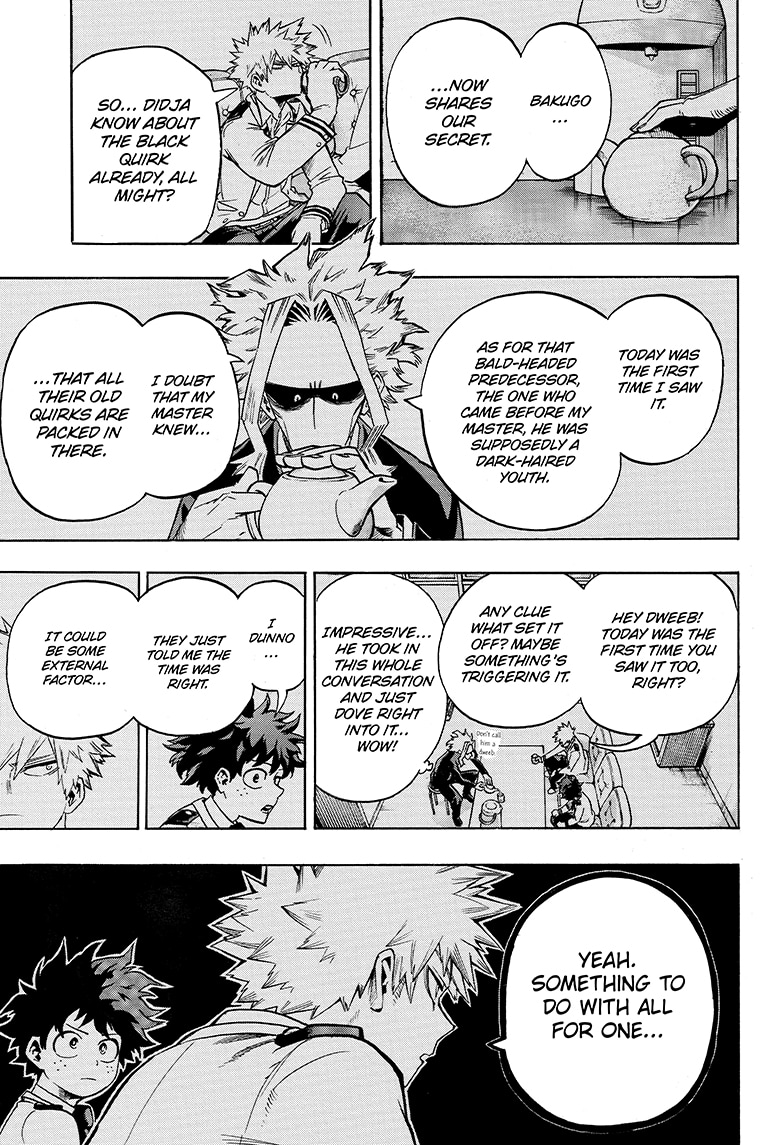 BAKUGO
...
...NOW
SHARES
OUR
SECRET.
SO... DIDJA
KNOW ABOUT
THE BLACK
QUIRK
ALREADY, ALL
MIGHT?
TODAY WAS
THE FIRST
TIME I SAW
IT.
AS FOR THAT
BALD-HEADED
PREDECESSOR,
THE ONE WHO
CAME BEFORE MY
MASTER, HE WAS
SUPPOSEDLY A
DARK-HAIRED
YOUTH.
I DOUBT
THAT MY
MASTER
KNEW...
...THAT ALL
THEIR OLD
QUIRKS ARE
PACKED IN
THERE.
HEY DWEEB!
TODAY WAS THE
FIRST TIME YOU
SAW IT TOO,
RIGHT?
ANY CLUE
WHAT SET IT
OFF? MAYBE
SOMETHING'S
TRIGGERING IT.
Don't call
him a
dweeb.
IMPRESSIVE...
HE TOOK IN
THIS WHOLE
CONVERSATION
AND JUST
DOVE RIGHT
INTO IT...
WOW!
I
DUNNO
...
THEY JUST
TOLD ME THE
TIME WAS
RIGHT.
IT COULD
BE SOME
EXTERNAL
FACTOR...
YEAH.
SOMETHING TO
DO WITH ALL
FOR ONE...